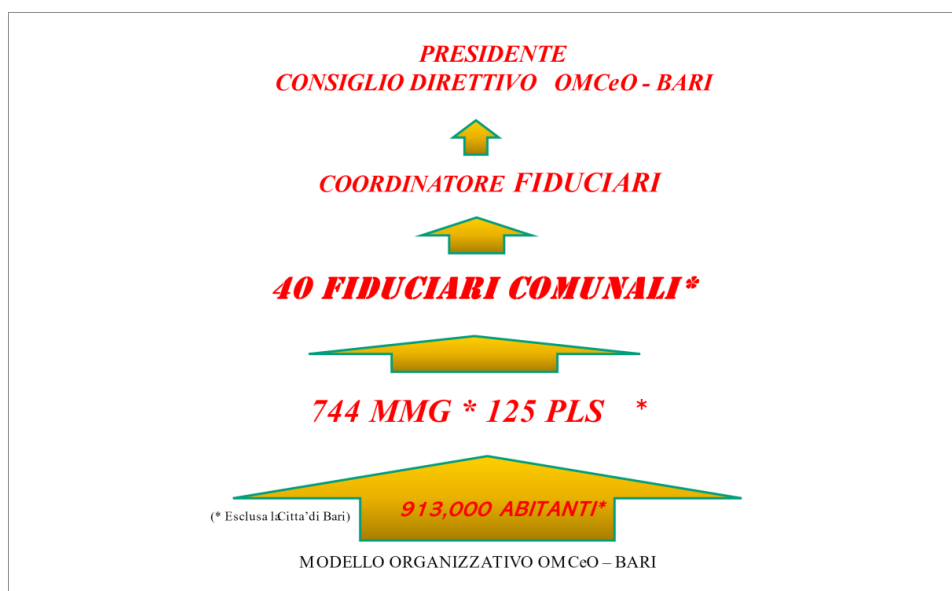 PRESIDENTE
CONSIGLIO DIRETTIVO OMCeO - BARI
COORDINATORE FIDUCIARI
40 FIDUCIARI COMUNALI*
744 MMG * 125 PLS *
913,000 ABITANTI*
(* Esclusa laCitta'di Bari)
MODELLO ORGANIZZATIVO OMCeO – BARI